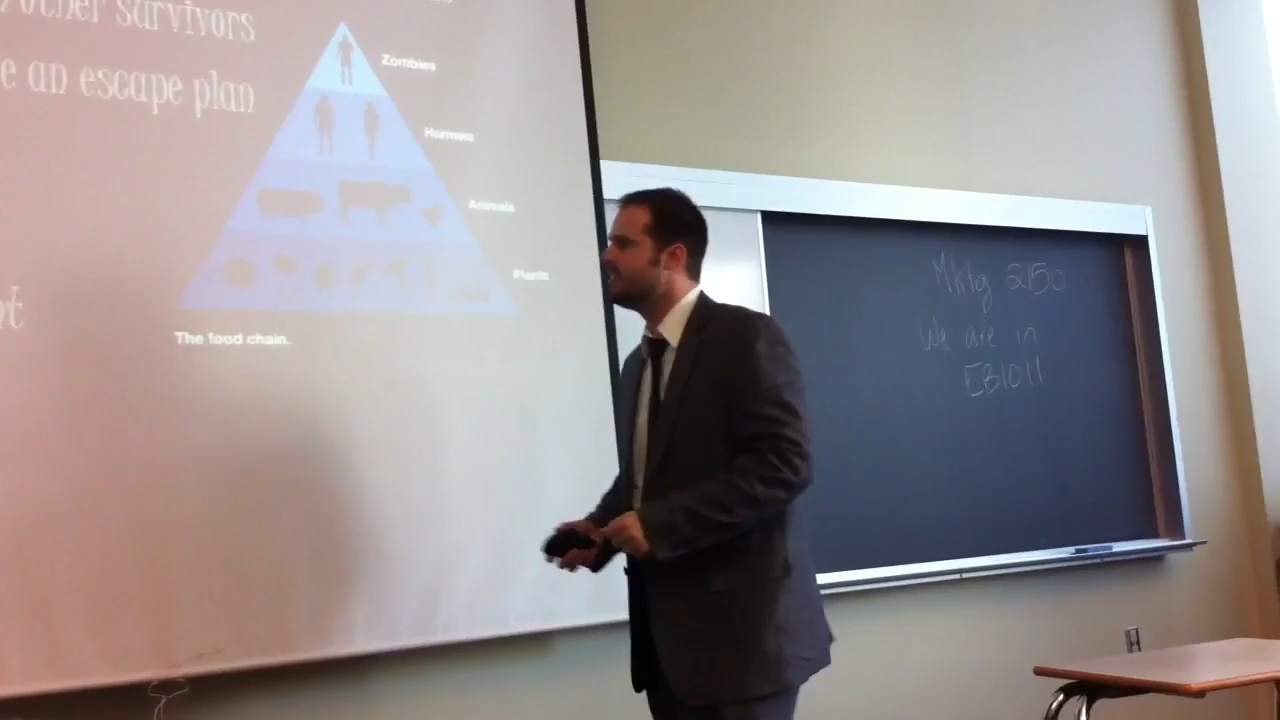 other survivors
e an escape plan
Zombies
Humans
Animals
Plants
The food chain.
Mktg 2150
We are in
EB1011